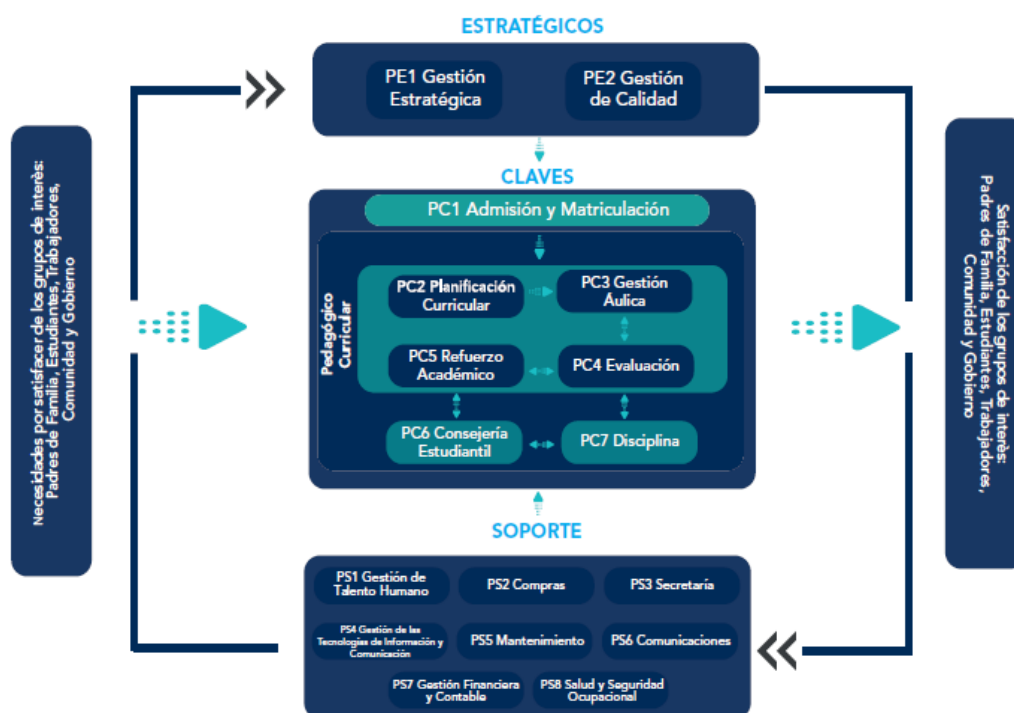 ESTRATÉGICOS
PE1 Gestión
Estratégica
PE2 Gestión
de Calidad
Necesidades por satisfacer de los grupos de interès:
Padres de Familia, Estudiantes, Trabajadores,
Comunidad y Gobierno
CLAVES
PC1 Admisión y Matriculación
Pedagógico
Curricular
PC2 Planificación
Curricular
PC3 Gestión
Áulica
PC5 Refuerzo
Académico
PC4 Evaluación
PC6 Consejería
Estudiantil
PC7 Disciplina
Satisfacción de los grupos de interès:
Padres de Familia, Estudiantes, Trabajadores,
Comunidad y Gobierno
SOPORTE
PS1 Gestión de
Talento Humano
PS2 Compras
PS3 Secretaría
PS4 Gestión de las
Tecnologías de Información y
Comunicación
PS5 Mantenimiento
PS6 Comunicaciones
PS7 Gestión Financiera
y Contable
PS8 Salud y Seguridad
Ocupacional